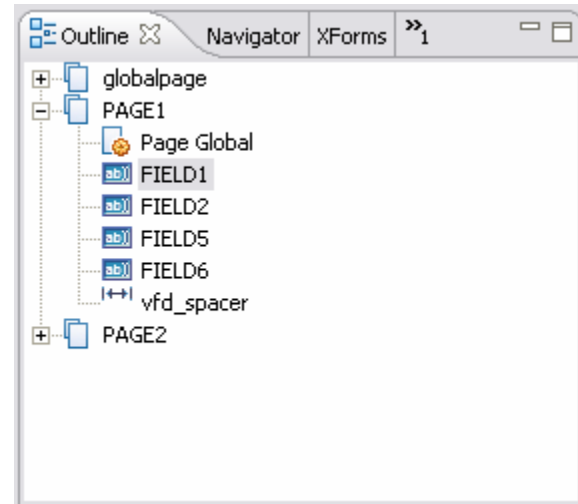 Outline Navigator XForms »1
globalpage
PAGE1
Page Global
FIELD1
FIELD2
FIELD5
FIELD6
vfd_spacer
PAGE2